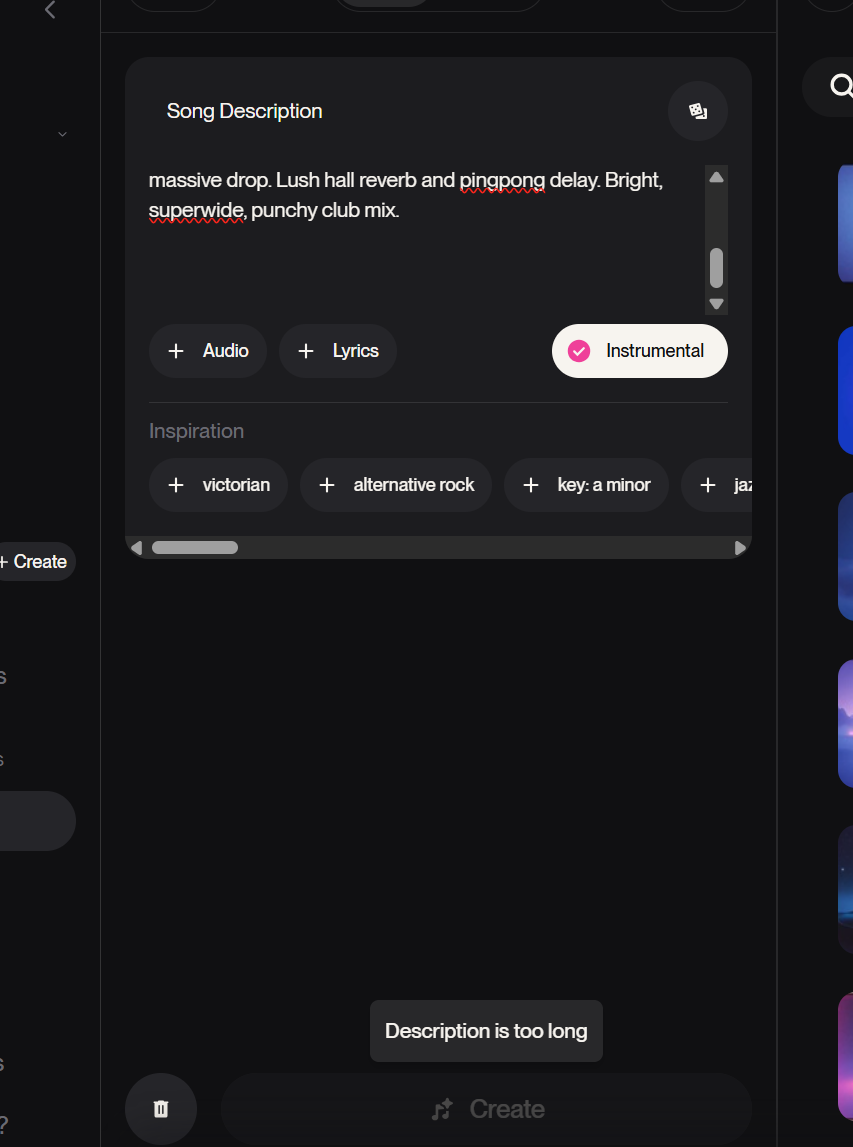 Song Description
massive drop. Lush hall reverb and pingpong delay. Bright,
superwide, punchy club mix.
Audio
Lyrics
Instrumental
Inspiration
victorian
alternative rock
key: a minor
+ Create
Description is too long
Create